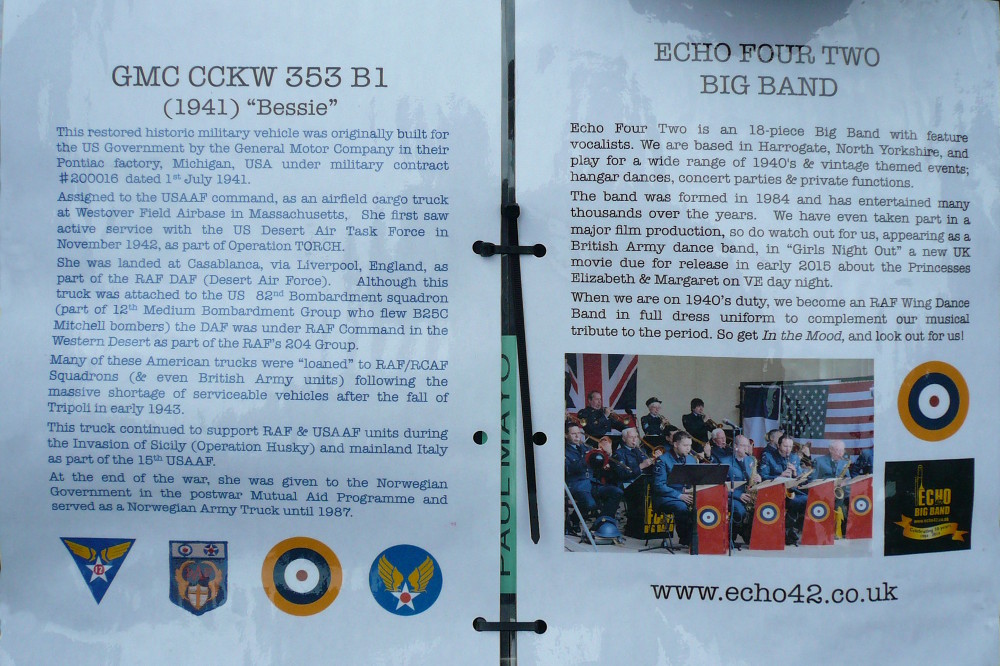 GMC CCKW 353 B1
(1941) “Bessie”
This restored historic military vehicle was originally built for
the US Government by the General Motor Company in their
Pontiac factory, Michigan, USA under military contract
#200016 dated 1st July 1941.
Assigned to the USAAF command, as an airfield cargo truck
at Westover Field Airbase in Massachusetts, She first saw
active service with the US Desert Air Task Force in
November 1942, as part of Operation TORCH.
She was landed at Casablanca, via Liverpool, England, as
part of the RAF DAF (Desert Air Force). Although this
truck was attached to the US 82nd Bombardment squadron
(part of 12th Medium Bombardment Group who flew B25C
Mitchell bombers) the DAF was under RAF Command in the
Western Desert as part of the RAF's 204 Group.
Many of these American trucks were “loaned” to RAF/RCAF
Squadrons (& even British Army units) following the
massive shortage of serviceable vehicles after the fall of
Tripoli in early 1943.
This truck continued to support RAF & USAAF units during
the Invasion of Sicily (Operation Husky) and mainland Italy
as part of the 15th USAAF.
At the end of the war, she was given to the Norwegian
Government in the postwar Mutual Aid Programme and
served as a Norwegian Army Truck until 1987.
12
PAUL MAYO
ECHO FOUR TWO
BIG BAND
Echo Four Two is an 18-piece Big Band with feature
vocalists. We are based in Harrogate, North Yorkshire, and
play for a wide range of 1940's & vintage themed events;
hangar dances, concert parties & private functions.
The band was formed in 1984 and has entertained many
thousands over the years. We have even taken part in a
major film production, so do watch out for us, appearing as a
British Army dance band, in “Girls Night Out” a new UK
movie due for release in early 2015 about the Princesses
Elizabeth & Margaret on VE day night.
When we are on 1940's duty, we become an RAF Wing Dance
Band in full dress uniform to complement our musical
tribute to the period. So get In the Mood, and look out for us!
ECHO
BIG BAND
ECHO
BIG BAND
www.echo42.co.uk
www.echo42.co.uk